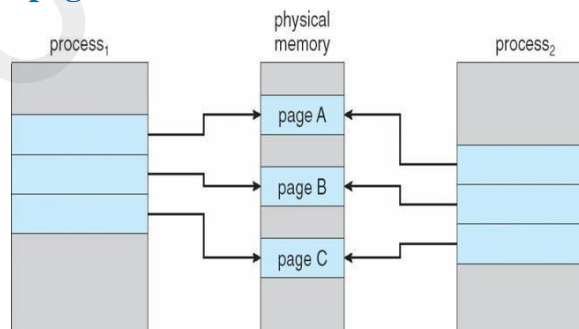 physical
memory
process₁
process₂
page A
page B
page C